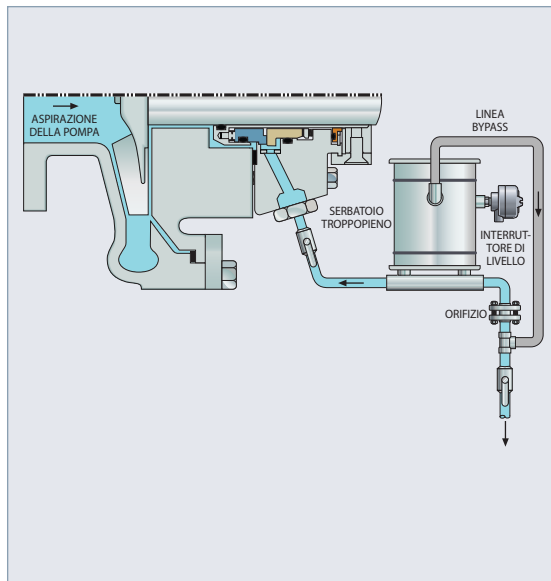 ASPIRAZIONE
DELLA POMPA
LINEA
BYPASS
SERBATOIO
TROPPOPIENO
INTERRUT-
TORE DI
LIVELLO
ORIFIZIO